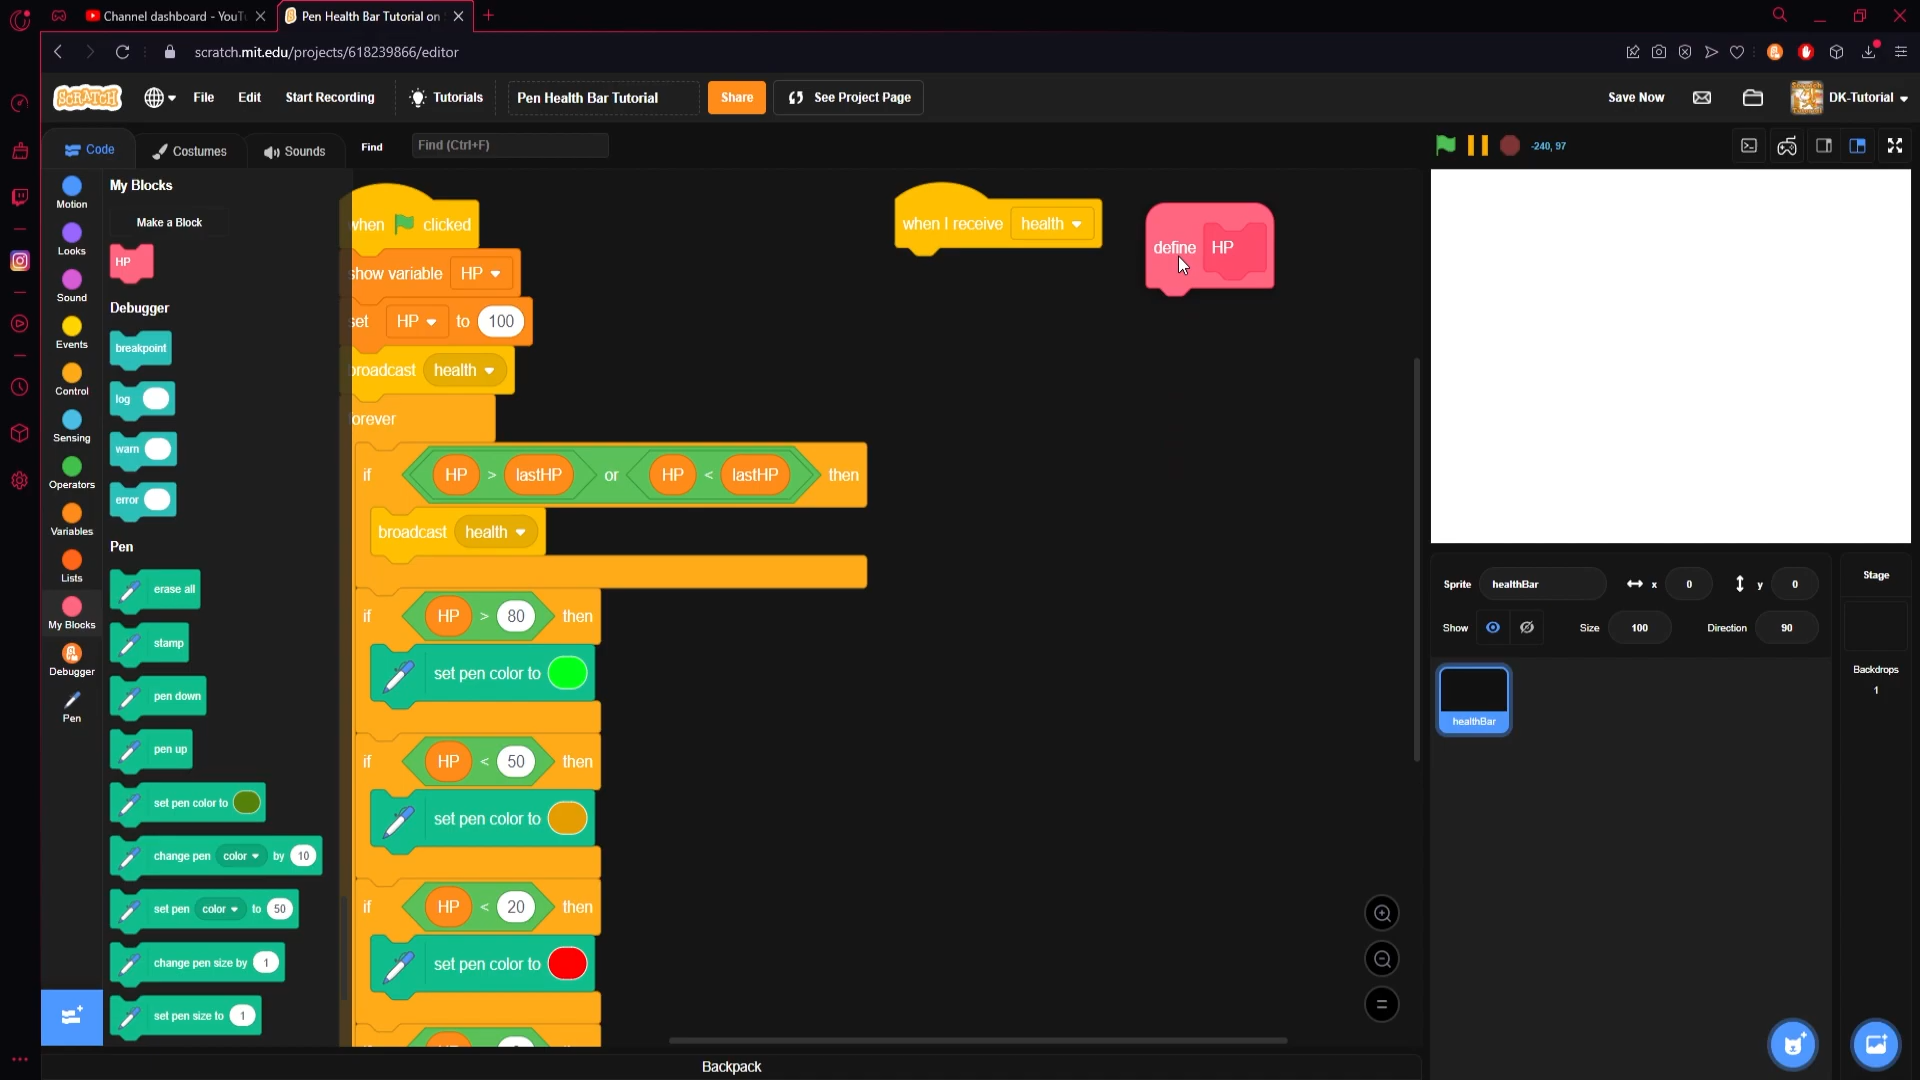 Channel dashboard - YouT
Pen Health Bar Tutorial on
scratch.mit.edu/projects/618239866/editor
SCRATCH
File
Edit
Start Recording
Tutorials
Pen Health Bar Tutorial
Share
See Project Page
Save Now
DK-Tutorial
Code
Costumes
Sounds
Find
Find (Ctrl+F)
-240, 97
Motion
Looks
Sound
Events
Control
Sensing
Operators
Variables
Lists
My Blocks
Debugger
Pen
My Blocks
Make a Block
HP
Debugger
breakpoint
log
warn
error
Pen
erase all
stamp
pen down
pen up
set pen color to
change pen color by 10
set pen color to 50
change pen size by 1
set pen size to 1
when clicked
show variable HP
set HP to 100
broadcast health
forever
if HP > lastHP or HP < lastHP then
broadcast health
if HP > 80 then
set pen color to
if HP < 50 then
set pen color to
if HP < 20 then
set pen color to
when I receive health
define HP
Sprite healthBar x 0 y 0
Show Size 100 Direction 90
healthBar
Stage
Backdrops
1
Backpack